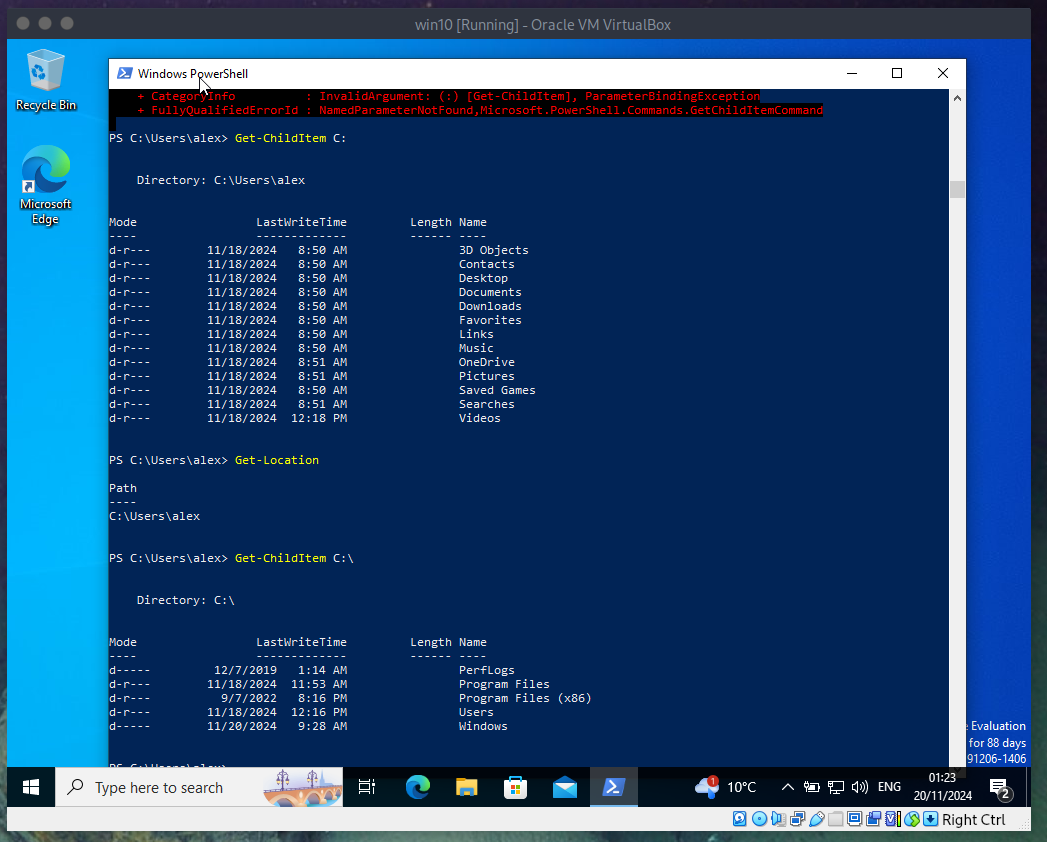 win10 [Running] - Oracle VM VirtualBox
Recycle Bin
Microsoft
Edge
Windows PowerShell
+ CategoryInfo          : InvalidArgument: (:) [Get-ChildItem], ParameterBindingException
+ FullyQualifiedErrorId : NamedParameterNotFound,Microsoft.PowerShell.Commands.GetChildItemCommand
PS C:\Users\alex> Get-ChildItem C:
Directory: C:\Users\alex
Mode                 LastWriteTime         Length Name
----                 -------------         ------ ----
d-r---        11/18/2024   8:50 AM                3D Objects
d-r---        11/18/2024   8:50 AM                Contacts
d-r---        11/18/2024   8:50 AM                Desktop
d-r---        11/18/2024   8:50 AM                Documents
d-r---        11/18/2024   8:50 AM                Downloads
d-r---        11/18/2024   8:50 AM                Favorites
d-r---        11/18/2024   8:50 AM                Links
d-r---        11/18/2024   8:50 AM                Music
d-r---        11/18/2024   8:51 AM                OneDrive
d-r---        11/18/2024   8:51 AM                Pictures
d-r---        11/18/2024   8:50 AM                Saved Games
d-r---        11/18/2024   8:51 AM                Searches
d-r---        11/18/2024  12:18 PM                Videos
PS C:\Users\alex> Get-Location
Path
----
C:\Users\alex
PS C:\Users\alex> Get-ChildItem C:\
Directory: C:\
Mode                 LastWriteTime         Length Name
----                 -------------         ------ ----
d-----         12/7/2019   1:14 AM                PerfLogs
d-r---        11/18/2024  11:53 AM                Program Files
d-r---          9/7/2022   8:16 PM                Program Files (x86)
d-r---        11/18/2024  12:16 PM                Users
d-----        11/20/2024   9:28 AM                Windows
PS C:\Users\alex>
Evaluation
for 88 days
91206-1406
Type here to search
1
10°C
ENG
01:23
20/11/2024
2
Right Ctrl